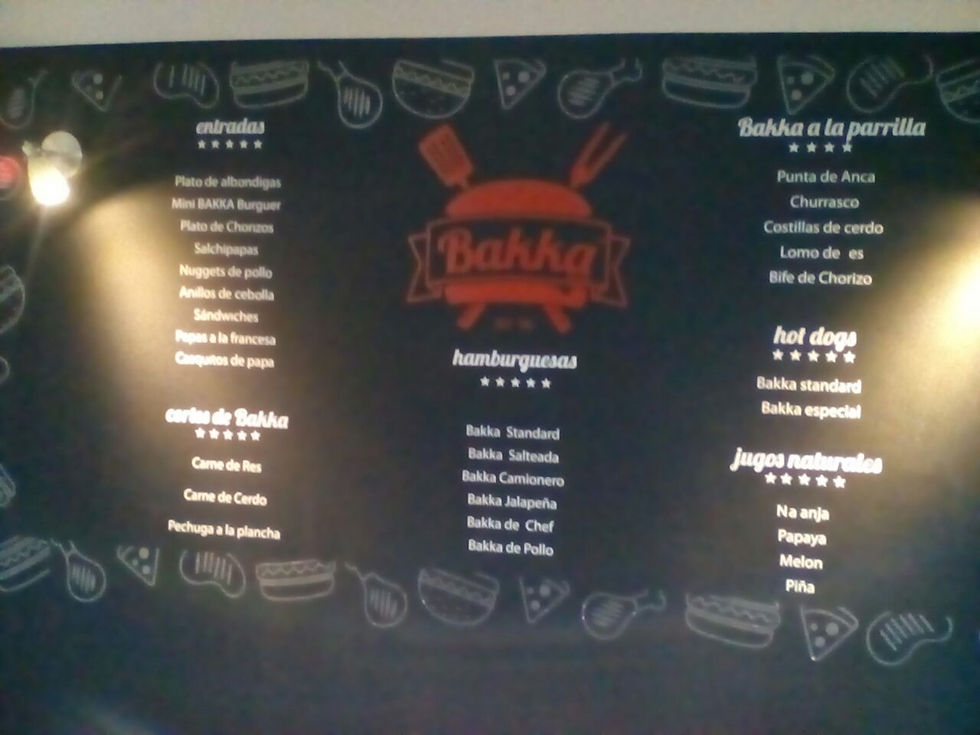 entradas
Plato de albondigas
Mini BAKKA Burguer
Plato de Chorizos
Salchipapas
Nuggets de pollo
Anillos de cebolla
Sándwiches
Papas a la francesa
Casquitos de papa
cortes de Bakka
Carne de Res
Carne de Cerdo
Pechuga a la plancha
Bakka
hamburguesas
Bakka Standard
Bakka Salteada
Bakka Camionero
Bakka Jalapeña
Bakka de Chef
Bakka de Pollo
Bakka a la parrilla
Punta de Anca
Churrasco
Costillas de cerdo
Lomo de es
Bife de Chorizo
hot dogs
Bakka standard
Bakka especial
jugos naturales
Na anja
Papaya
Melon
Piña